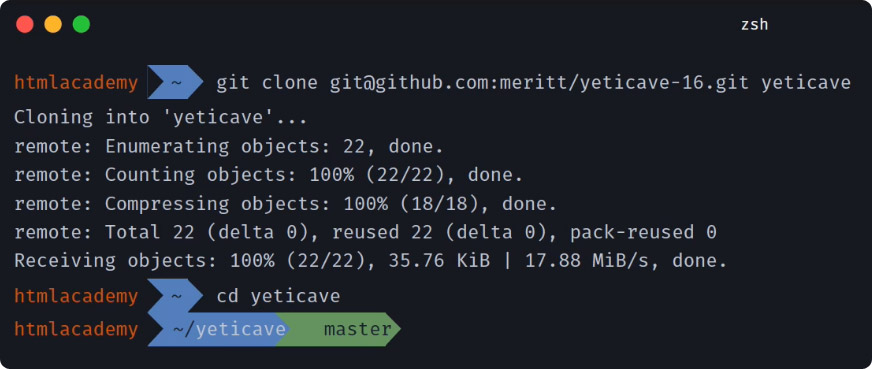 zsh
htmlacademy ~ git clone git@github.com:meritt/yeticave-16.git yeticave
Cloning into 'yeticave'...
remote: Enumerating objects: 22, done.
remote: Counting objects: 100% (22/22), done.
remote: Compressing objects: 100% (18/18), done.
remote: Total 22 (delta 0), reused 22 (delta 0), pack-reused 0
Receiving objects: 100% (22/22), 35.76 KiB | 17.88 MiB/s, done.
htmlacademy ~ cd yeticave
htmlacademy ~/yeticave master